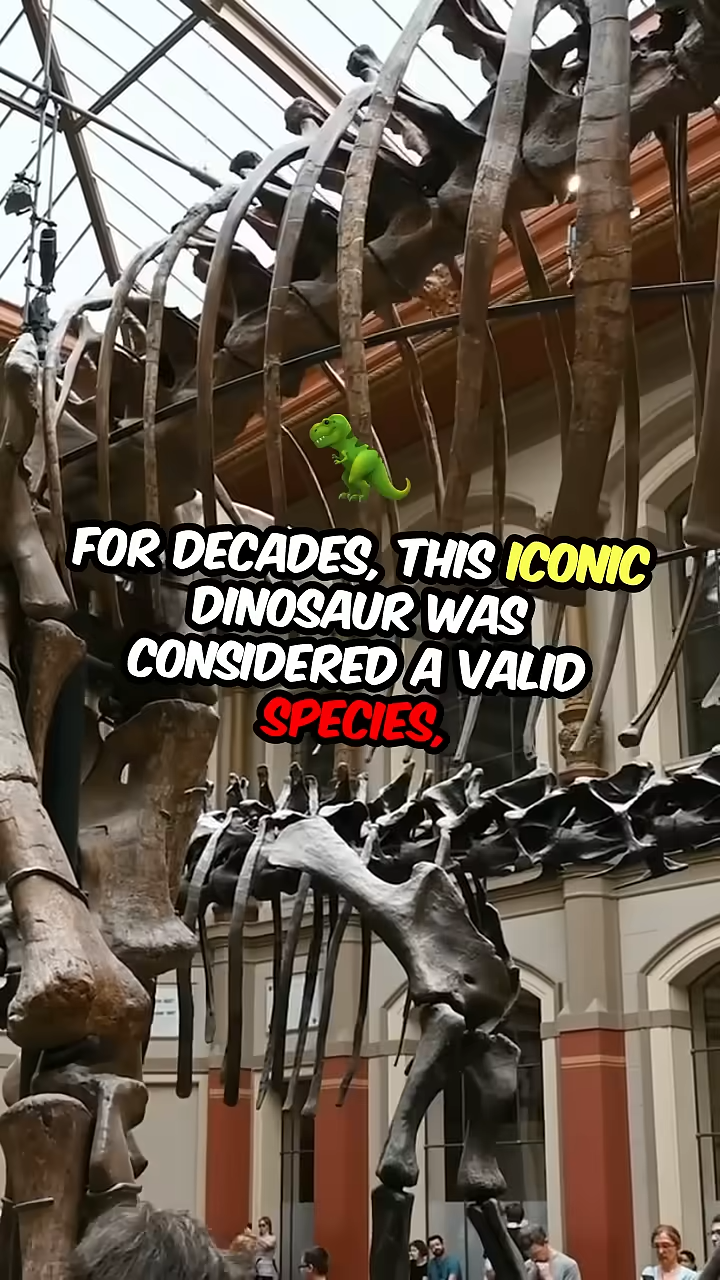 FOR DECADES, THIS ICONIC
DINOSAUR WAS
CONSIDERED A VALID
SPECIES,